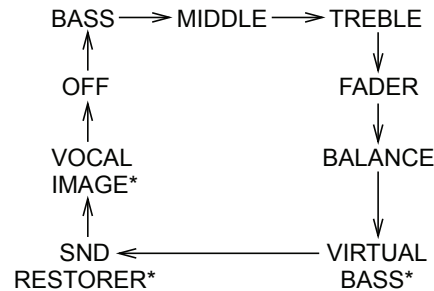 BASS MIDDLE TREBLE
OFF FADER
VOCAL
IMAGE*
BALANCE
SND
RESTORER*
VIRTUAL
BASS*